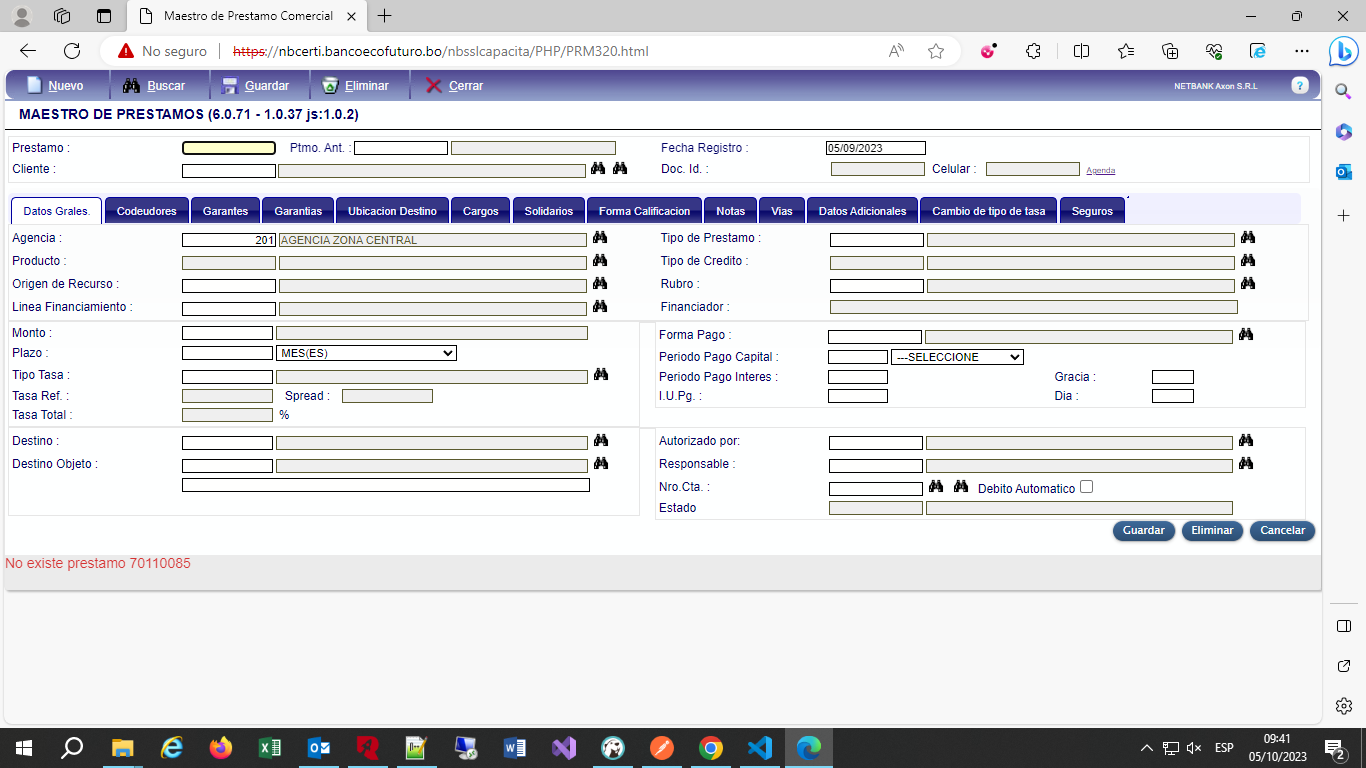 Maestro de Prestamo Comercial
No seguro https://nbcerti.bancoecofuturo.bo/nbsslcapacita/PHP/PRM320.html
Nuevo Buscar Guardar Eliminar Cerrar NETBANK Axon S.R.L ?
MAESTRO DE PRESTAMOS (6.0.71 - 1.0.37 js:1.0.2)
Prestamo : Ptmo. Ant. : Fecha Registro : 05/09/2023
Cliente : Doc. Id. : Celular : Agenda
Datos Grales. Codeudores Garantes Garantias Ubicacion Destino Cargos Solidarios Forma Calificacion Notas Vias Datos Adicionales Cambio de tipo de tasa Seguros
Agencia : 201 AGENCIA ZONA CENTRAL Tipo de Prestamo :
Producto : Tipo de Credito :
Origen de Recurso : Rubro :
Linea Financiamiento : Financiador :
Monto : Forma Pago :
Plazo : MES(ES) Periodo Pago Capital : ---SELECCIONE
Tipo Tasa : Periodo Pago Interes : Gracia :
Tasa Ref. : Spread : I.U.Pg. : Dia :
Tasa Total : %
Destino : Autorizado por:
Destino Objeto : Responsable :
Nro.Cta. : Debito Automatico
Estado
Guardar Eliminar Cancelar
No existe prestamo 70110085
ESP 09:41
05/10/2023 2